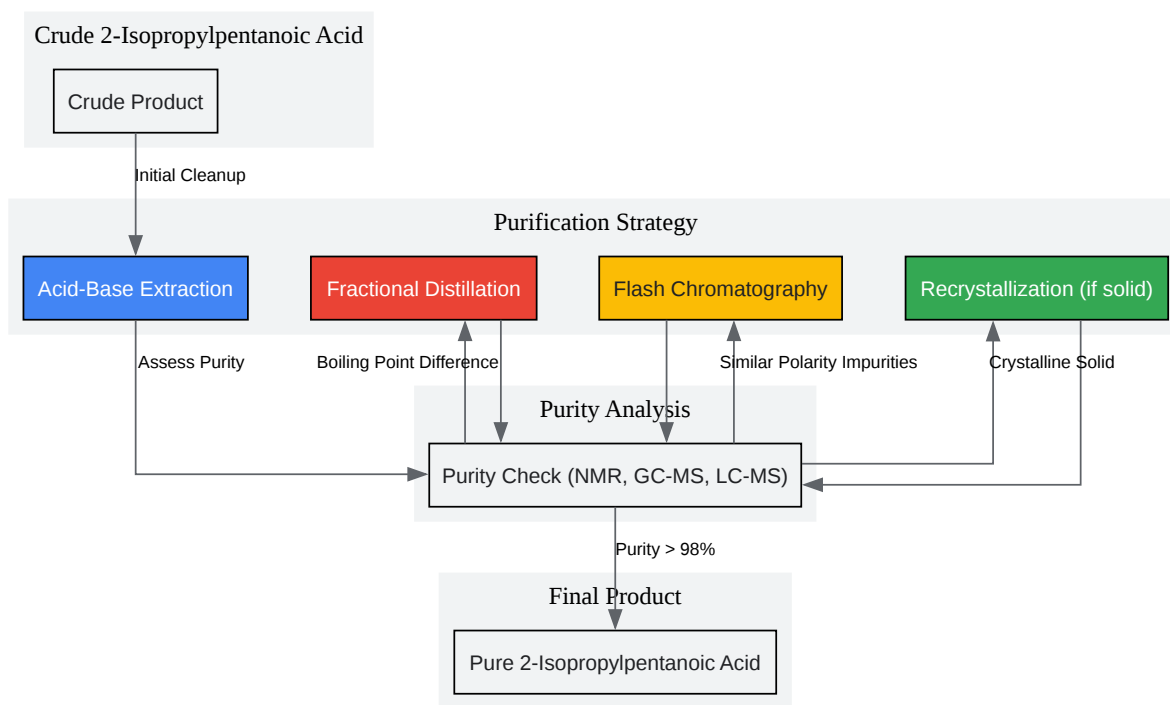 Crude 2-Isopropylpentanoic Acid
Crude Product
Initial Cleanup
Purification Strategy
Acid-Base Extraction
Fractional Distillation
Flash Chromatography
Recrystallization (if solid)
Assess Purity
Boiling Point Difference
Similar Polarity Impurities
Crystalline Solid
Purity Analysis
Purity Check (NMR, GC-MS, LC-MS)
Purity > 98%
Final Product
Pure 2-Isopropylpentanoic Acid